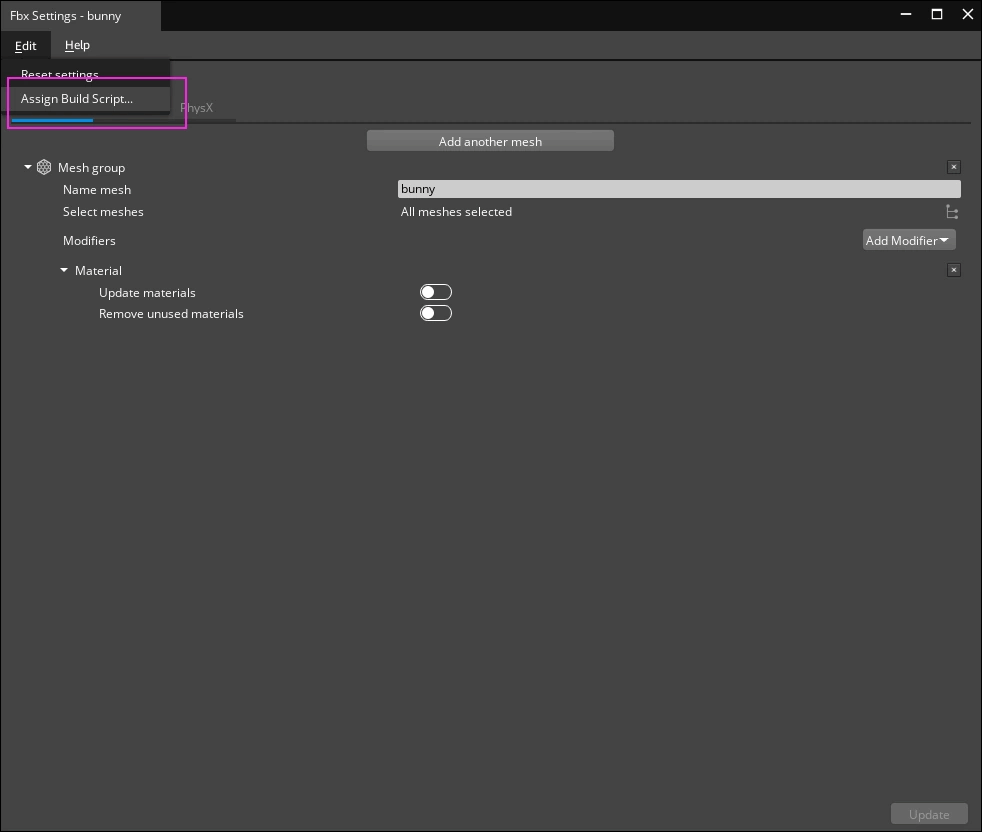 Fbx Settings - bunny
Edit Help
Reset settings
Assign Build Script...
PhysX
Add another mesh
Mesh group
Name mesh bunny
Select meshes All meshes selected
Modifiers Add Modifier
Material
Update materials
Remove unused materials
Update